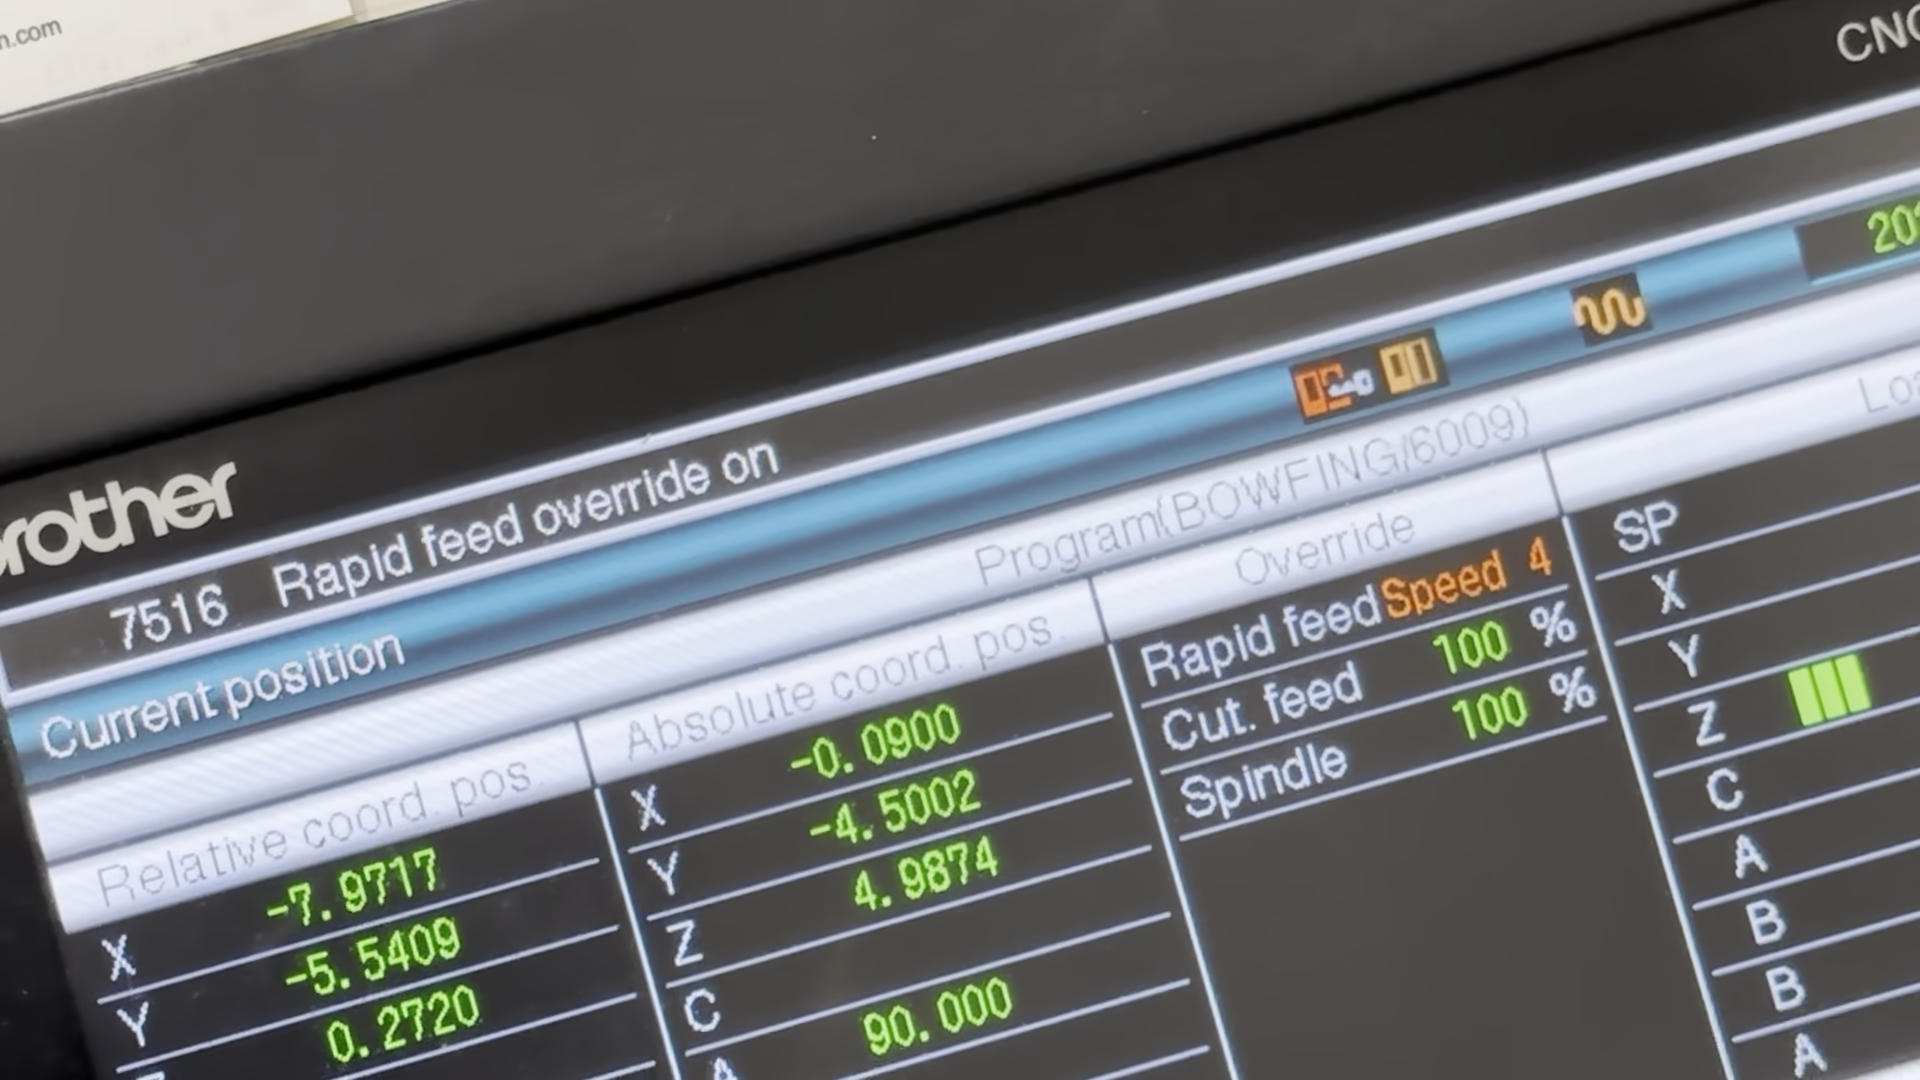 n.com
CNC
brother
7516 Rapid feed override on
Current position
Program(BOWFING/6009)
Relative coord. pos.
X -7.9717
Y -5.5409
0.2720
Absolute coord. pos.
X -0.0900
Y -4.5002
Z 4.9874
C
A 90.000
Override
Rapid feed Speed 4
Cut. feed 100 %
Spindle 100 %
SP
X
Y
Z
C
A
B
B
A